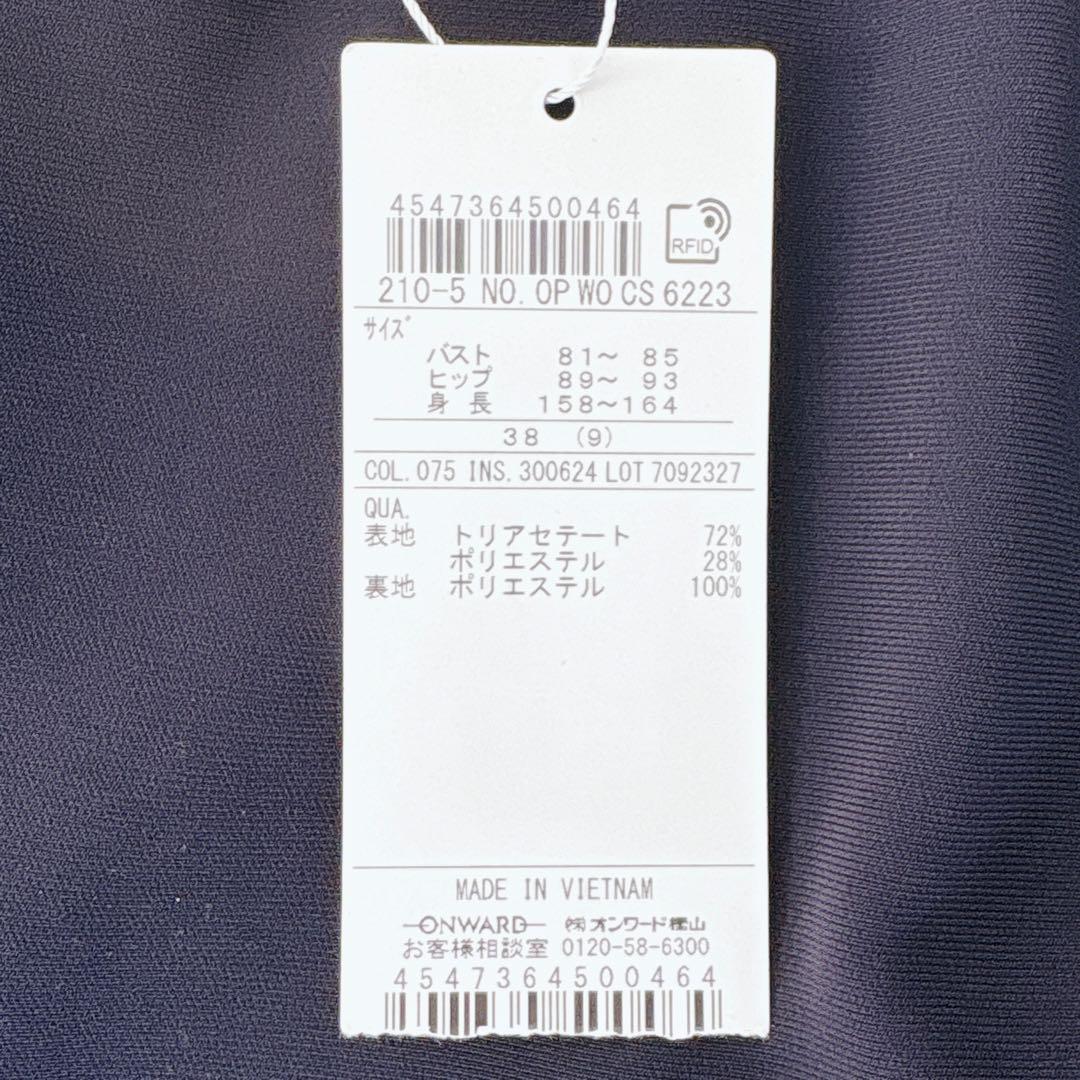 4547364500464
RFID
210-5 NO. OPWOCS6223
サイズ
バスト 81～ 85
ヒップ 89～ 93
身 長 158～164
38 (9)
COL.075 INS.300624 LOT 7092327
QUA.
表地 トリアセテート 72%
ポリエステル 28%
裏地 ポリエステル 100%
MADE IN VIETNAM
ONWARD ㈱オンワード樫山
お客様相談室 0120-58-6300
4547364500464